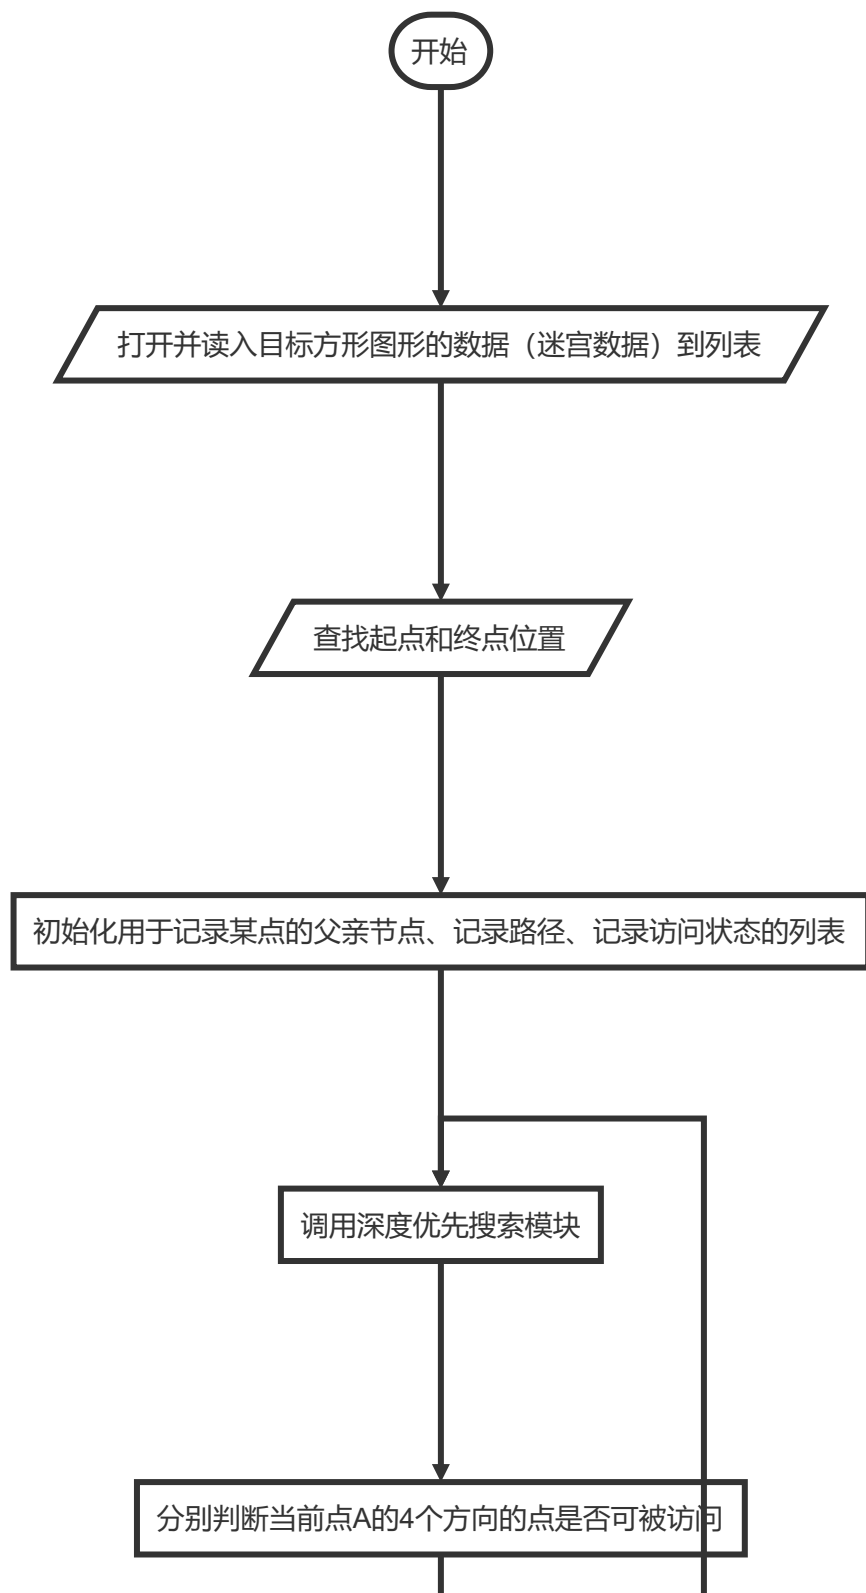 开始
打开并读入目标方形图形的数据（迷宫数据）到列表
查找起点和终点位置
初始化用于记录某点的父亲节点、记录路径、记录访问状态的列表
调用深度优先搜索模块
分别判断当前点A的4个方向的点是否可被访问